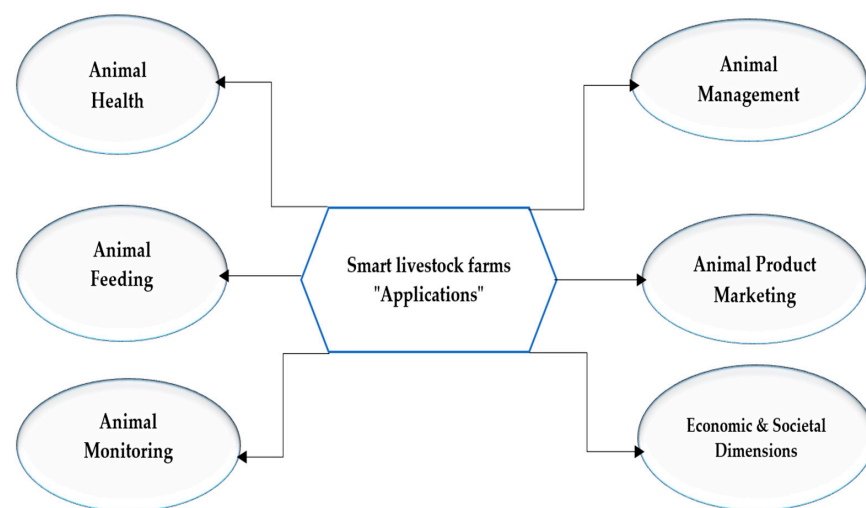 Animal
Health
Animal
Management
Animal
Feeding
Smart livestock farms
"Applications"
Animal Product
Marketing
Animal
Monitoring
Economic & Societal
Dimensions